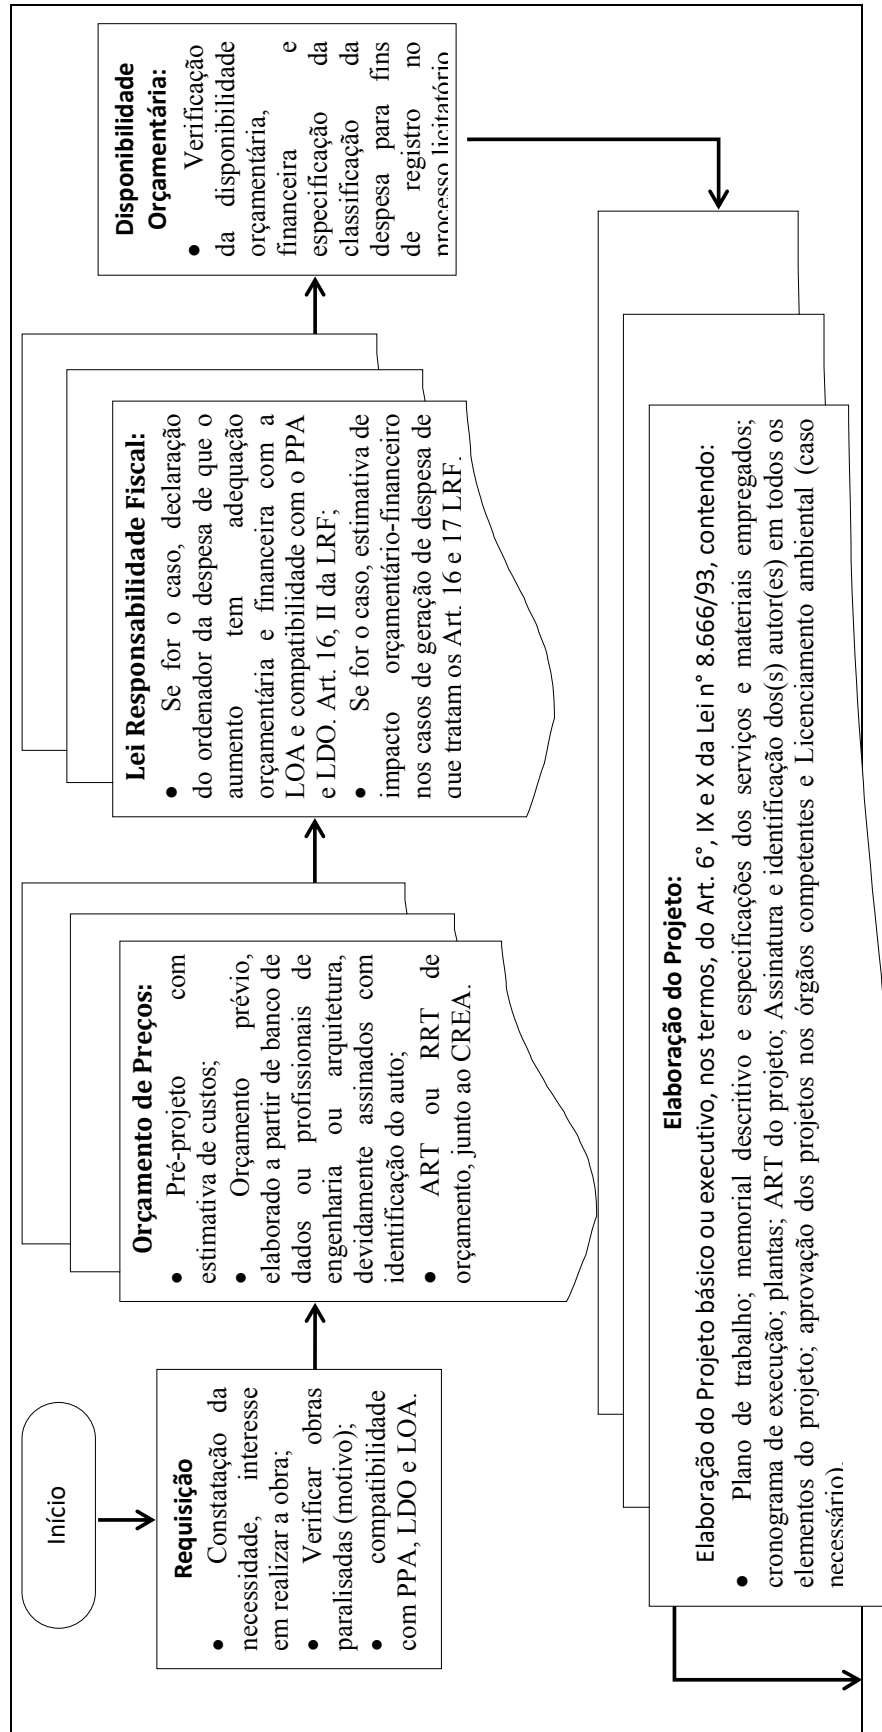 Início
Requisição
● Constatação da
necessidade, interesse
em realizar a obra;
● Verificar obras
paralisadas (motivo);
● compatibilidade
com PPA, LDO e LOA.
Orçamento de Preços:
● Pré-projeto com
estimativa de custos;
● Orçamento prévio,
elaborado a partir de banco de
dados ou profissionais de
engenharia ou arquitetura,
devidamente assinados com
identificação do auto;
● ART ou RRT de
orçamento, junto ao CREA.
Lei Responsabilidade Fiscal:
● Se for o caso, declaração
do ordenador da despesa de que o
aumento tem adequação
orçamentária e financeira com a
LOA e compatibilidade com o PPA
e LDO. Art. 16, II da LRF;
● Se for o caso, estimativa de
impacto orçamentário-financeiro
nos casos de geração de despesa de
que tratam os Art. 16 e 17 LRF.
Disponibilidade
Orçamentária:
● Verificação
da disponibilidade
orçamentária,
financeira e
especificação da
classificação da
despesa para fins
de registro no
processo licitatório
Elaboração do Projeto:
Elaboração do Projeto básico ou executivo, nos termos, do Art. 6°, IX e X da Lei n° 8.666/93, contendo:
● Plano de trabalho; memorial descritivo e especificações dos serviços e materiais empregados;
cronograma de execução; plantas; ART do projeto; Assinatura e identificação dos(s) autor(es) em todos os
elementos do projeto; aprovação dos projetos nos órgãos competentes e Licenciamento ambiental (caso
necessário).